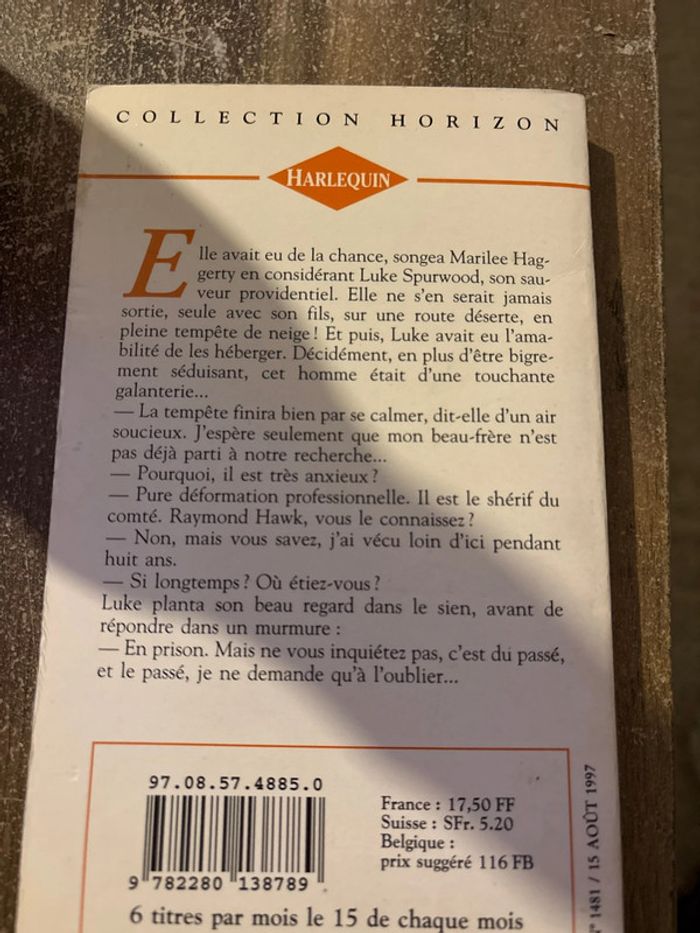 COLLECTION HORIZON
HARLEQUIN
Elle avait eu de la chance, songea Marilee Hag-
gerty en considérant Luke Spurwood, son sau-
veur providentiel. Elle ne s'en serait jamais
sortie, seule avec son fils, sur une route déserte, en
pleine tempête de neige ! Et puis, Luke avait eu l'ama-
bilité de les héberger. Décidément, en plus d'être bigre-
ment séduisant, cet homme était d'une touchante
galanterie...
— La tempête finira bien par se calmer, dit-elle d'un air
soucieux. J'espère seulement que mon beau-frère n'est
pas déjà parti à notre recherche...
— Pourquoi, il est très anxieux ?
— Pure déformation professionnelle. Il est le shérif du
comté. Raymond Hawk, vous le connaissez ?
— Non, mais vous savez, j'ai vécu loin d'ici pendant
huit ans.
— Si longtemps ? Où étiez-vous ?
Luke planta son beau regard dans le sien, avant de
répondre dans un murmure :
— En prison. Mais ne vous inquiétez pas, c'est du passé,
et le passé, je ne demande qu'à l'oublier...
97.08.57.4885.0
9 782280 138789
France : 17,50 FF
Suisse : SFr. 5.20
Belgique :
prix suggéré 116 FB
6 titres par mois le 15 de chaque mois
N° 1481 / 15 AOÛT 1997